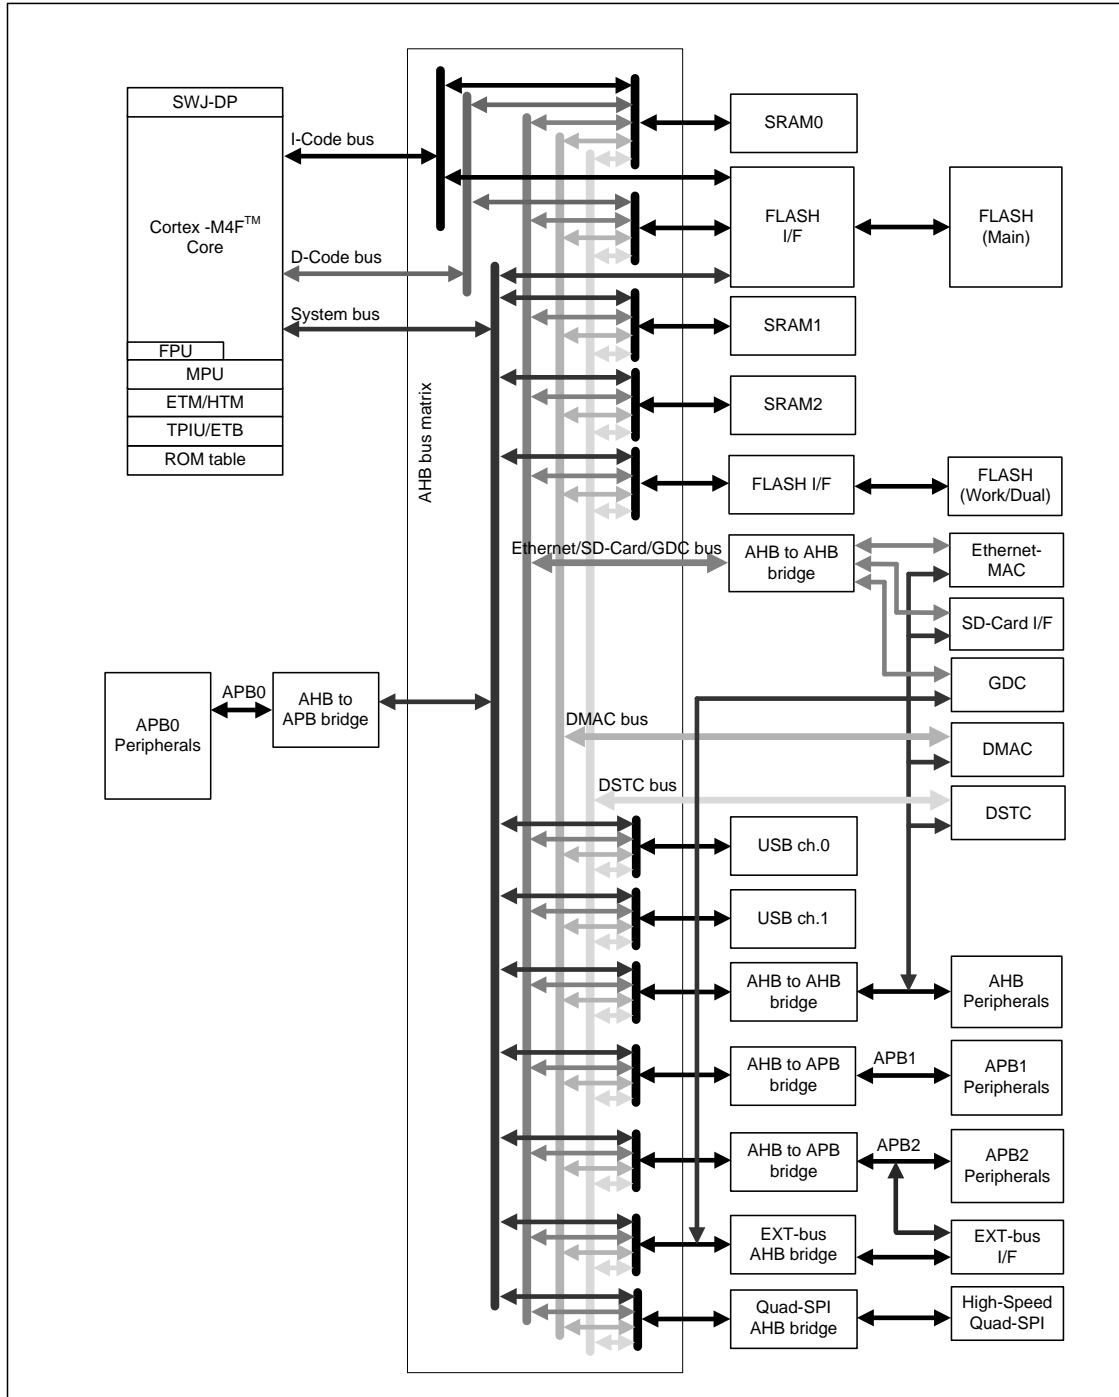 SWJ-DP
I-Code bus
Cortex -M4F™
Core
D-Code bus
System bus
FPU
MPU
ETM/HTM
TPIU/ETB
ROM table
AHB bus matrix
SRAM0
FLASH
I/F
FLASH
(Main)
SRAM1
SRAM2
FLASH I/F
FLASH
(Work/Dual)
Ethernet/SD-Card/GDC bus
AHB to AHB
bridge
Ethernet-
MAC
SD-Card I/F
GDC
APB0
Peripherals
APB0
AHB to
APB bridge
DMAC bus
DMAC
DSTC bus
DSTC
USB ch.0
USB ch.1
AHB to AHB
bridge
AHB
Peripherals
AHB to APB
bridge
APB1
APB1
Peripherals
AHB to APB
bridge
APB2
APB2
Peripherals
EXT-bus
AHB bridge
EXT-bus
I/F
Quad-SPI
AHB bridge
High-Speed
Quad-SPI